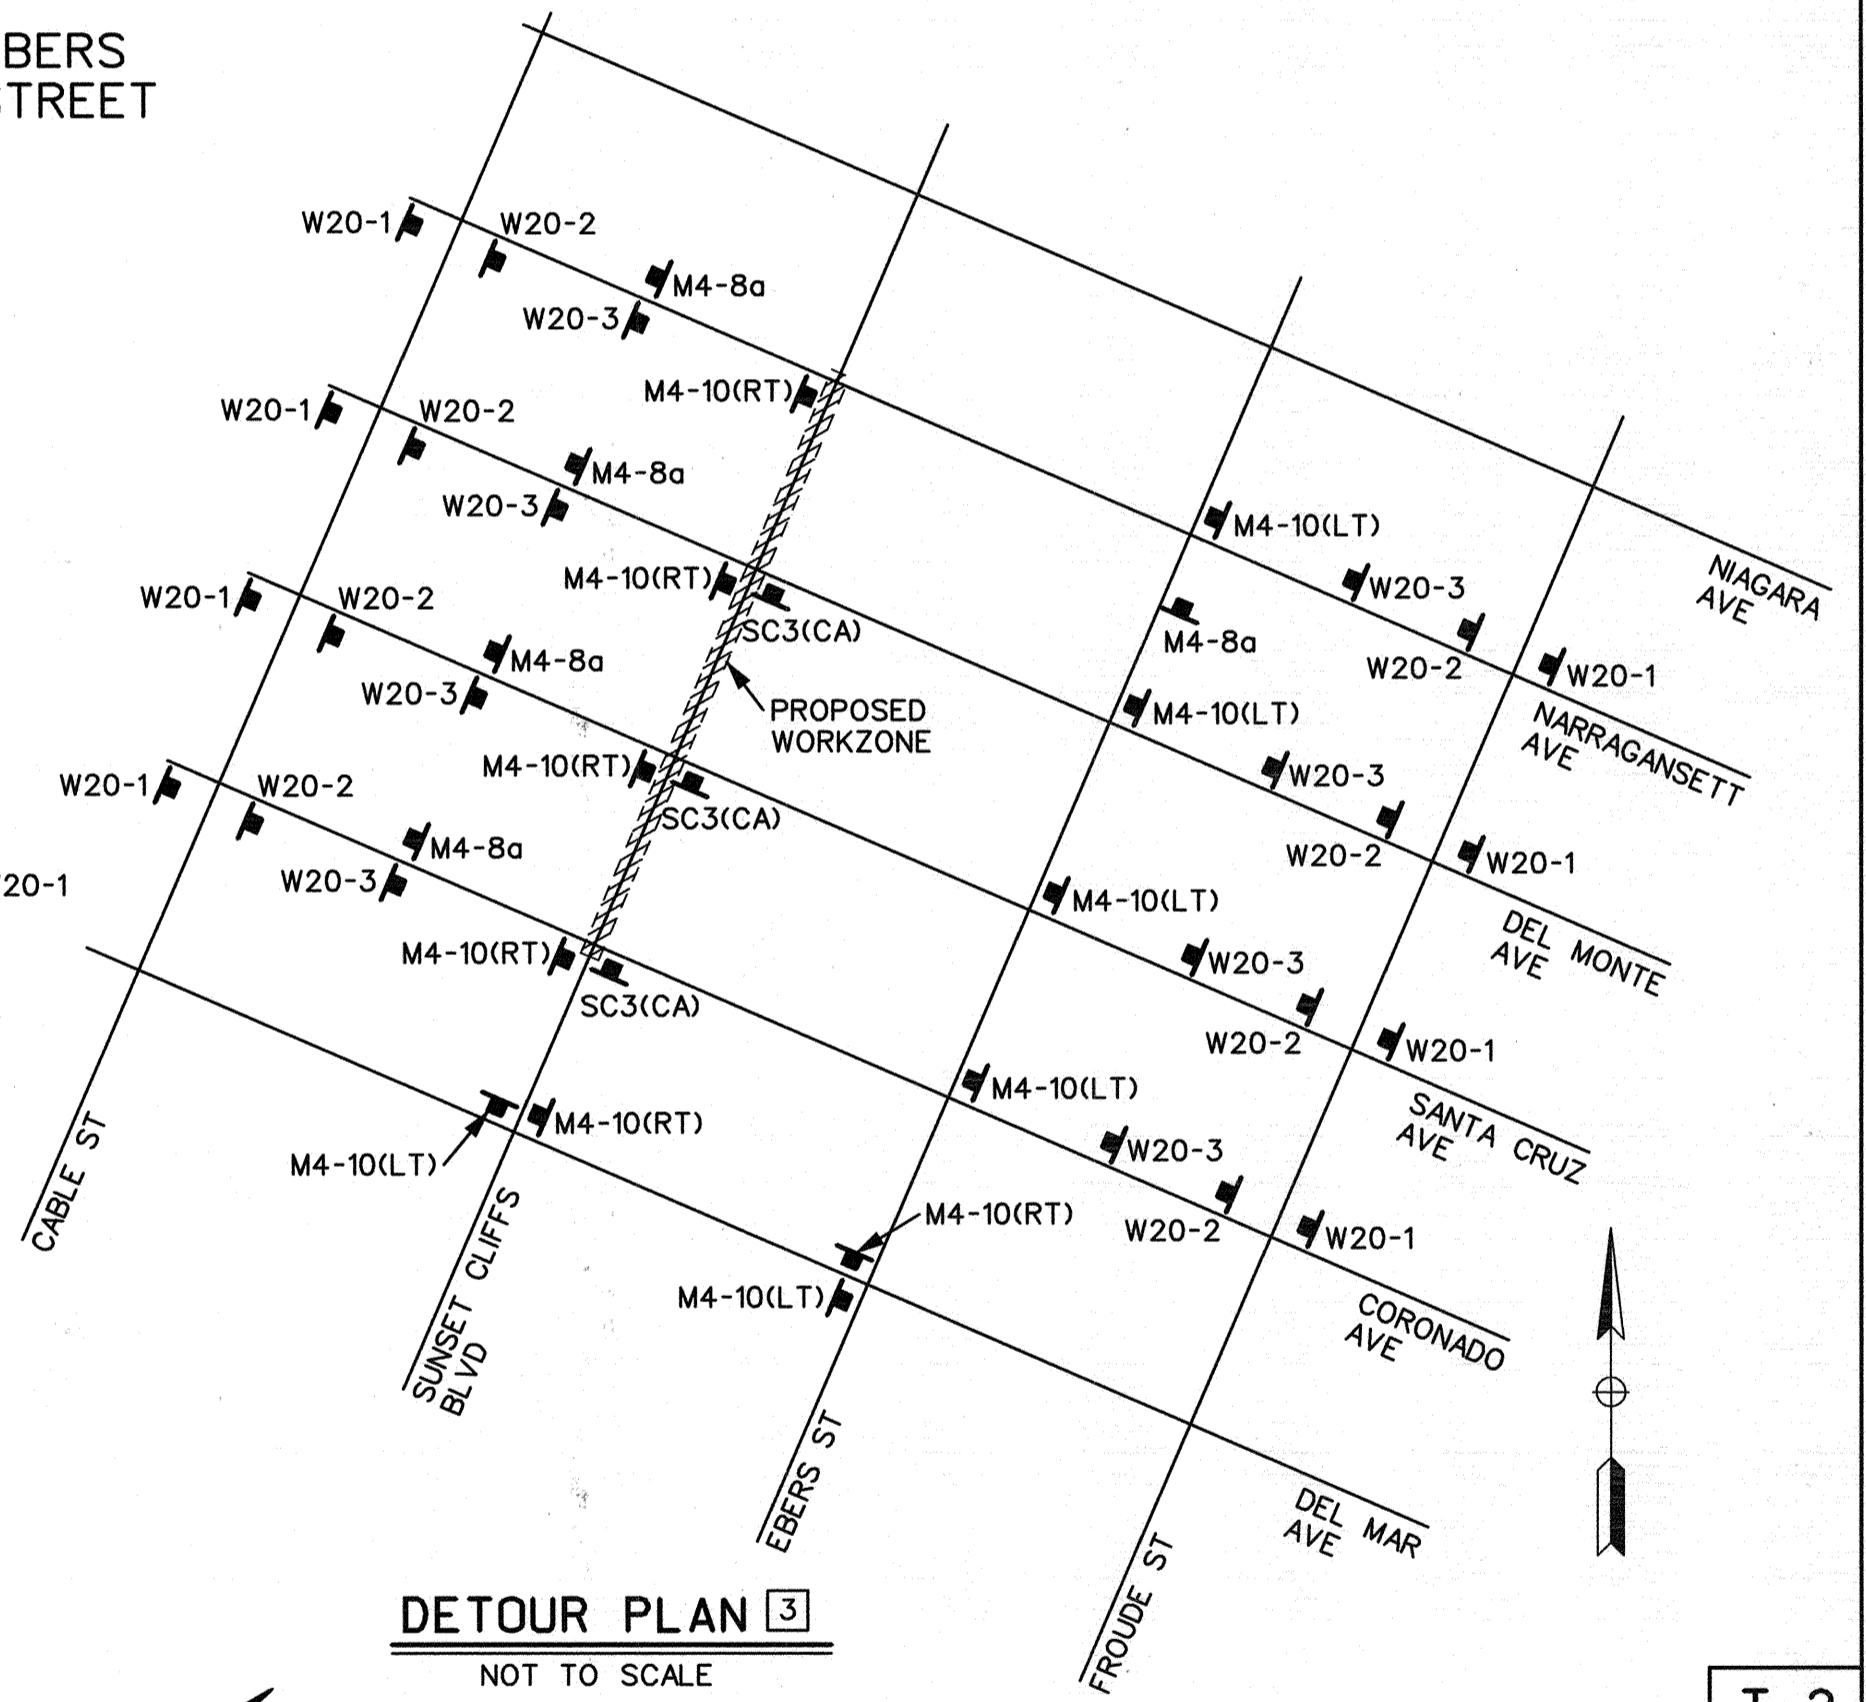 BERS
STREET
W20-1
W20-2
M4-8a
W20-3
M4-10(RT)
W20-1
W20-2
M4-8a
W20-3
M4-10(RT)
SC3(CA)
W20-1
W20-2
M4-8a
W20-3
M4-10(RT)
SC3(CA)
W20-1
W20-2
M4-8a
W20-3
M4-10(RT)
SC3(CA)
PROPOSED
WORKZONE
M4-10(LT)
W20-3
W20-2
W20-1
M4-8a
M4-10(LT)
W20-3
W20-2
W20-1
M4-10(LT)
W20-3
W20-2
W20-1
M4-10(LT)
W20-3
W20-2
W20-1
20-1
M4-10(RT)
M4-10(LT)
M4-10(RT)
M4-10(LT)
NIAGARA
AVE
NARRAGANSETT
AVE
DEL MONTE
AVE
SANTA CRUZ
AVE
CORONADO
AVE
DEL MAR
AVE
CABLE ST
SUNSET CLIFFS
BLVD
EBERS ST
FROUDE ST
DETOUR PLAN 3
NOT TO SCALE